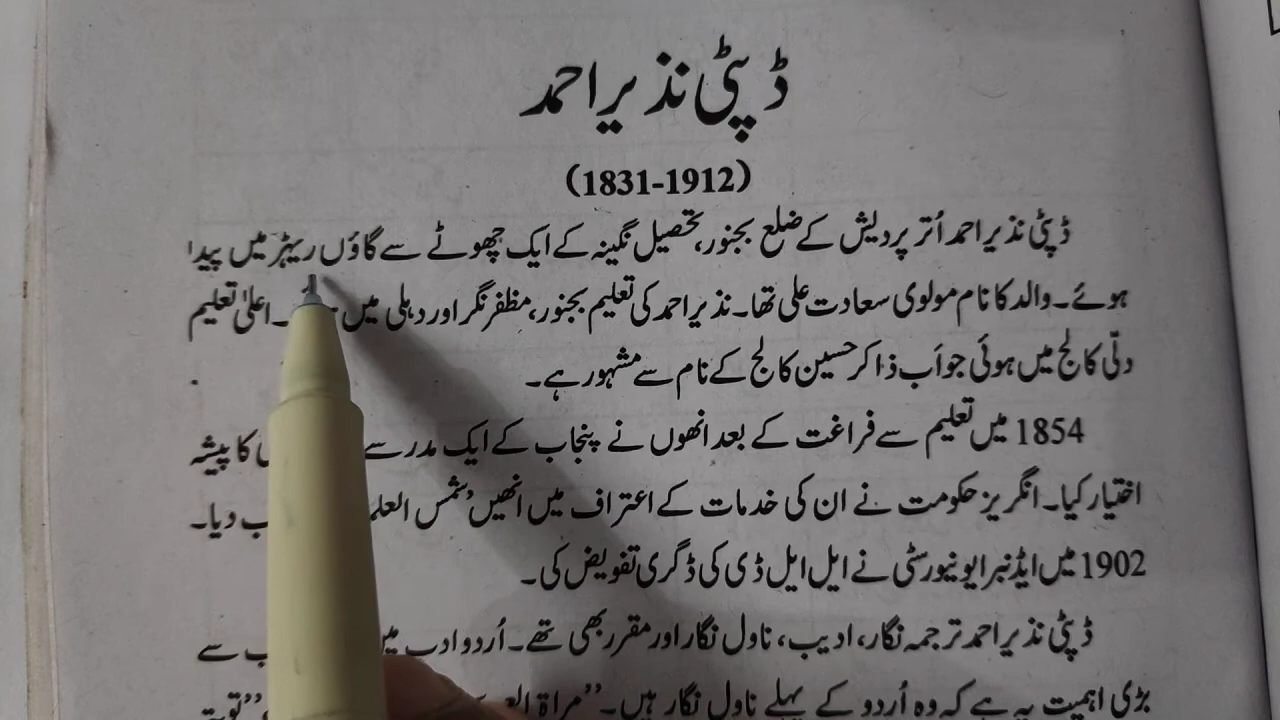 ڈپٹی نذیر احمد
(1831-1912)
ڈپٹی نذیر احمد اُتر پردیش کے ضلع بجنور، تحصیل نگینہ کے ایک چھوٹے سے گاؤں ریہٹر میں پیدا
ہوئے۔ والد کا نام مولوی سعادت علی تھا۔ نذیر احمد کی تعلیم بجنور، مظفر نگر اور دہلی میں ۔ اعلیٰ تعلیم
دلّی کالج میں ہوئی جو اَب ذاکر حسین کالج کے نام سے مشہور ہے۔
1854 میں تعلیم سے فراغت کے بعد انھوں نے پنجاب کے ایک مدرسے کا پیشہ
اختیار کیا۔ انگریز حکومت نے ان کی خدمات کے اعتراف میں انھیں 'شمس دیا۔
1902 میں ایڈنبرا یونیورسٹی نے ایل ایل ڈی کی ڈگری تفویض کی۔
ڈپٹی نذیر احمد ترجمہ نگار، ادیب، ناول نگار اور مقرر بھی تھے۔ اُردو ادب میں سے
بڑی اہمیت یہ ہے کہ وہ اُردو کے پہلے ناول نگار ہیں۔ "مراۃ